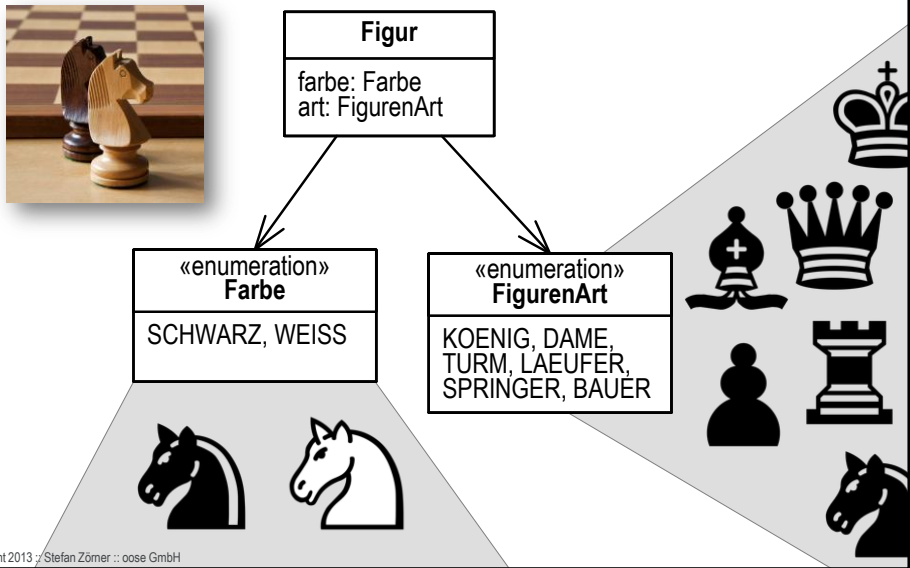 Figur
farbe: Farbe
art: FigurenArt
«enumeration»
Farbe
SCHWARZ, WEISS
«enumeration»
FigurenArt
KOENIG, DAME,
TURM, LAEUFER,
SPRINGER, BAUER
2013 :: Stefan Zörner :: oose GmbH